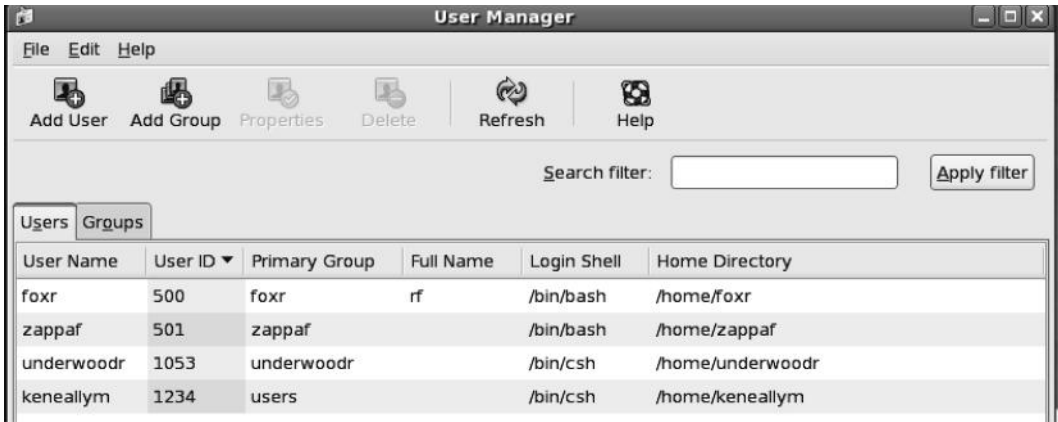 User Manager
File Edit Help
Add User Add Group Properties Delete Refresh Help
Search filter: Apply filter
Users Groups
User Name User ID Primary Group Full Name Login Shell Home Directory
foxr 500 foxr rf /bin/bash /home/foxr
zappaf 501 zappaf /bin/bash /home/zappaf
underwoodr 1053 underwoodr /bin/csh /home/underwoodr
keneallym 1234 users /bin/csh /home/keneallym